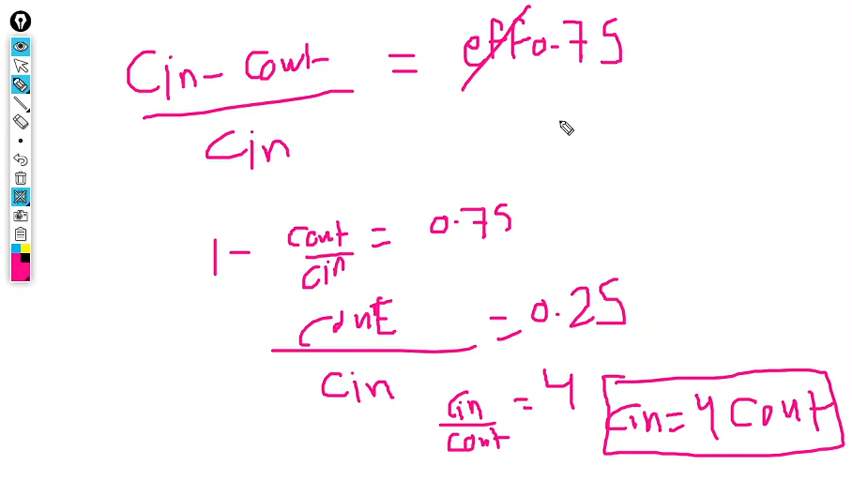 Cin - Cout = eff 0.75
Cin
1 - Cout = 0.75
Cin
Cout = 0.25
Cin
Cin = 4
Cout
Cin = 4 Cout